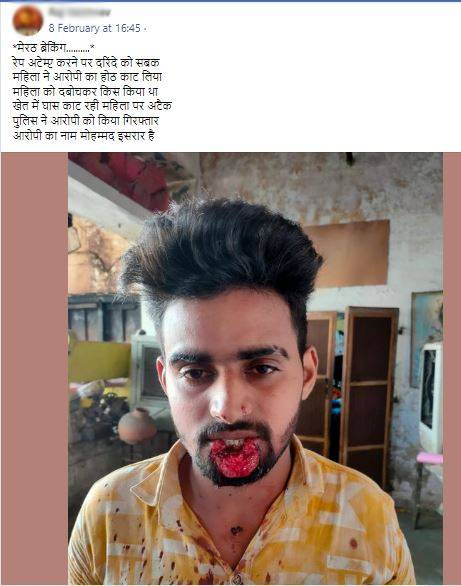 8 February at 16:45 ·
*मेरठ ब्रेकिंग..........*
रेप अटेम्प्ट करने पर दरिंदे को सबक
महिला ने आरोपी का होठ काट लिया
महिला को दबोचकर किस किया था
खेत में घास काट रही महिला पर अटैक
पुलिस ने आरोपी को किया गिरफ्तार
आरोपी का नाम मोहम्मद इसरार है